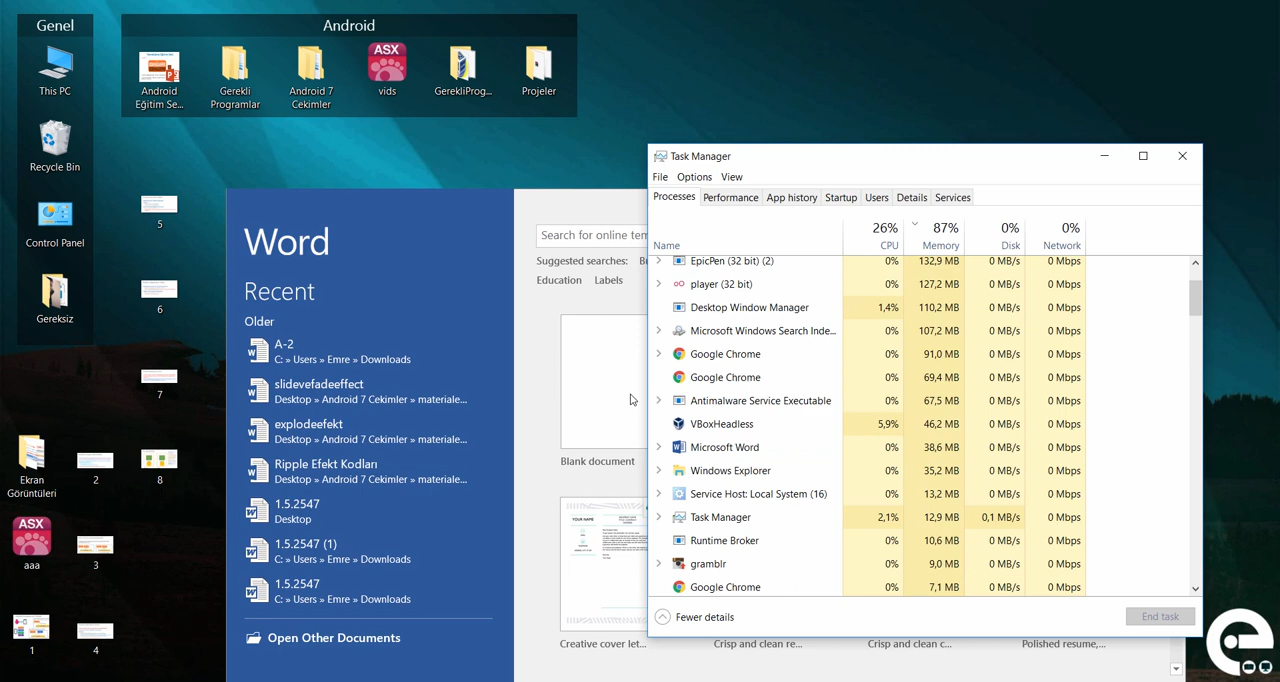 Genel
This PC
Recycle Bin
Control Panel
Gereksiz
Android
Android
Eğitim Se...
Gerekli
Programlar
Android 7
Cekimler
ASX
vids
GerekliProg...
Projeler
5
6
7
Ekran
Görüntüleri
2
8
ASX
aaa
3
1
4
Word
Recent
Older
A-2
C: » Users » Emre » Downloads
slidevefadeeffect
Desktop » Android 7 Cekimler » materiale...
explodeefekt
Desktop » Android 7 Cekimler » materiale...
Ripple Efekt Kodları
Desktop » Android 7 Cekimler » materiale...
1.5.2547
Desktop
1.5.2547 (1)
C: » Users » Emre » Downloads
1.5.2547
C: » Users » Emre » Downloads
Open Other Documents
Search for online tem
Suggested searches: Bu
Education Labels
Blank document
YOUR NAME
Creative cover let...
Crisp and clean re...
Crisp and clean c...
Polished resume,...
Task Manager
File Options View
Processes Performance App history Startup Users Details Services
26% 87% 0% 0%
Name CPU Memory Disk Network
EpicPen (32 bit) (2) 0% 132,9 MB 0 MB/s 0 Mbps
player (32 bit) 0% 127,2 MB 0 MB/s 0 Mbps
Desktop Window Manager 1,4% 110,2 MB 0 MB/s 0 Mbps
Microsoft Windows Search Inde... 0% 107,2 MB 0 MB/s 0 Mbps
Google Chrome 0% 91,0 MB 0 MB/s 0 Mbps
Google Chrome 0% 69,4 MB 0 MB/s 0 Mbps
Antimalware Service Executable 0% 67,5 MB 0 MB/s 0 Mbps
VBoxHeadless 5,9% 46,2 MB 0 MB/s 0 Mbps
Microsoft Word 0% 38,6 MB 0 MB/s 0 Mbps
Windows Explorer 0% 35,2 MB 0 MB/s 0 Mbps
Service Host: Local System (16) 0% 13,2 MB 0 MB/s 0 Mbps
Task Manager 2,1% 12,9 MB 0,1 MB/s 0 Mbps
Runtime Broker 0% 10,6 MB 0 MB/s 0 Mbps
gramblr 0% 9,0 MB 0 MB/s 0 Mbps
Google Chrome 0% 7,1 MB 0 MB/s 0 Mbps
Fewer details
End task